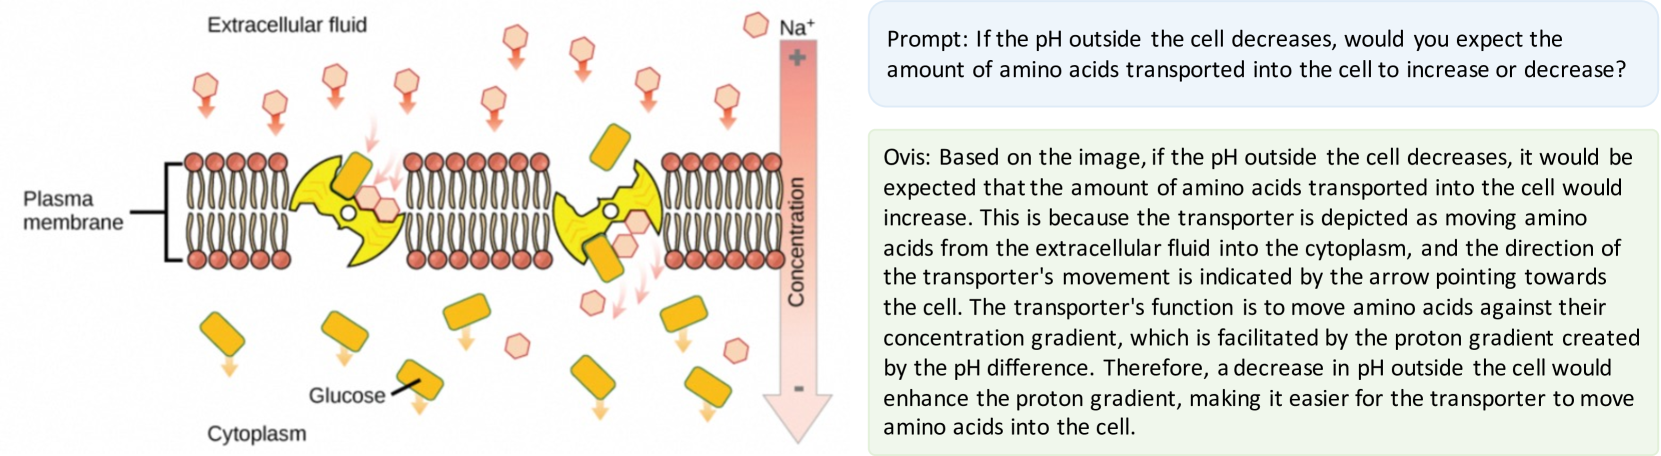 Extracellular fluid
Na⁺
+
Plasma
membrane
Concentration
-
Glucose
Cytoplasm
Prompt: If the pH outside the cell decreases, would you expect the
amount of amino acids transported into the cell to increase or decrease?
Ovis: Based on the image, if the pH outside the cell decreases, it would be
expected that the amount of amino acids transported into the cell would
increase. This is because the transporter is depicted as moving amino
acids from the extracellular fluid into the cytoplasm, and the direction of
the transporter's movement is indicated by the arrow pointing towards
the cell. The transporter's function is to move amino acids against their
concentration gradient, which is facilitated by the proton gradient created
by the pH difference. Therefore, a decrease in pH outside the cell would
enhance the proton gradient, making it easier for the transporter to move
amino acids into the cell.